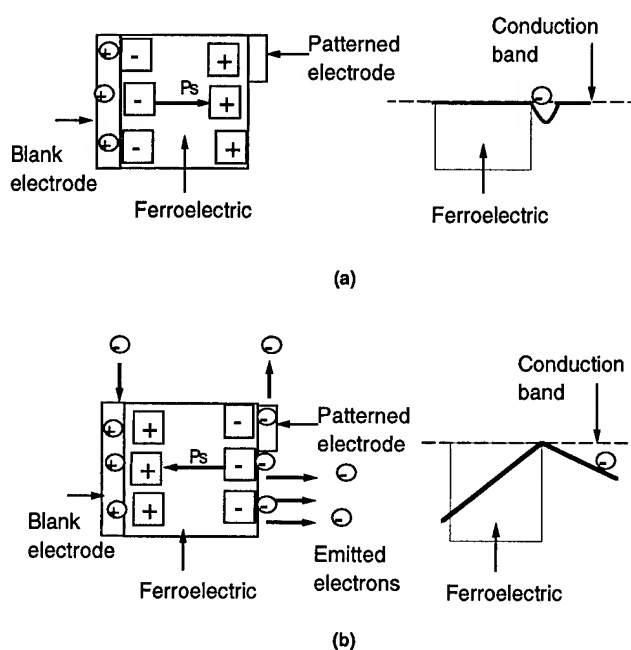 Patterned
electrode
Conduction
band
Ps
Blank
electrode
Ferroelectric
Ferroelectric
(a)
Conduction
band
Patterned
electrode
Ps
Blank
electrode
Emitted
electrons
Ferroelectric
Ferroelectric
(b)